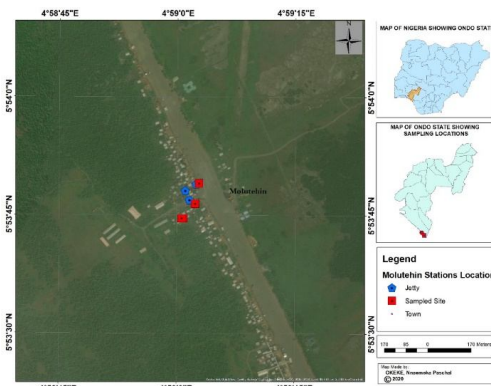 4°58'45"E 4°59'0"E 4°59'15"E
N
5°54'0"N 5°54'0"N
5°53'45"N 5°53'45"N
5°53'30"N 5°53'30"N
Molutehin
MAP OF NIGERIA SHOWING ONDO STATE
MAP OF ONDO STATE SHOWING
SAMPLING LOCATIONS
Legend
Molutehin Stations Location
Jetty
Sampled Site
Town
170 85 0 170 Meters
Map Made by:
OKEKE, Nnaemeka Paschal
© 2020